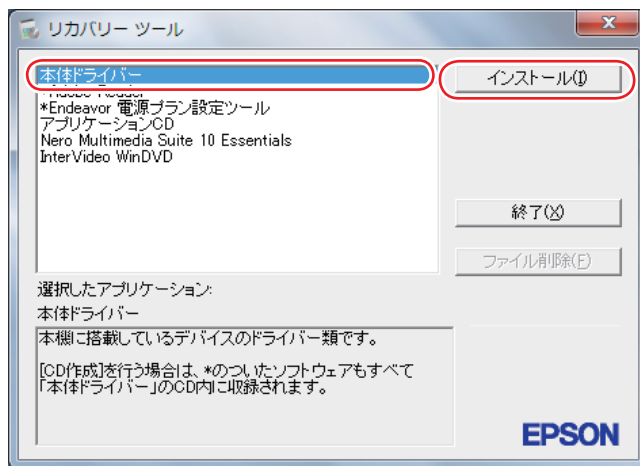 リカバリー ツール
本体ドライバー
*Adobe Reader
*Endeavor 電源プラン設定ツール
アプリケーションCD
Nero Multimedia Suite 10 Essentials
InterVideo WinDVD
インストール(I)
終了(X)
ファイル削除(F)
選択したアプリケーション:
本体ドライバー
本機に搭載しているデバイスのドライバー類です。
[CD作成]を行う場合は、*のついたソフトウェアもすべて
「本体ドライバー」のCD内に収録されます。
EPSON